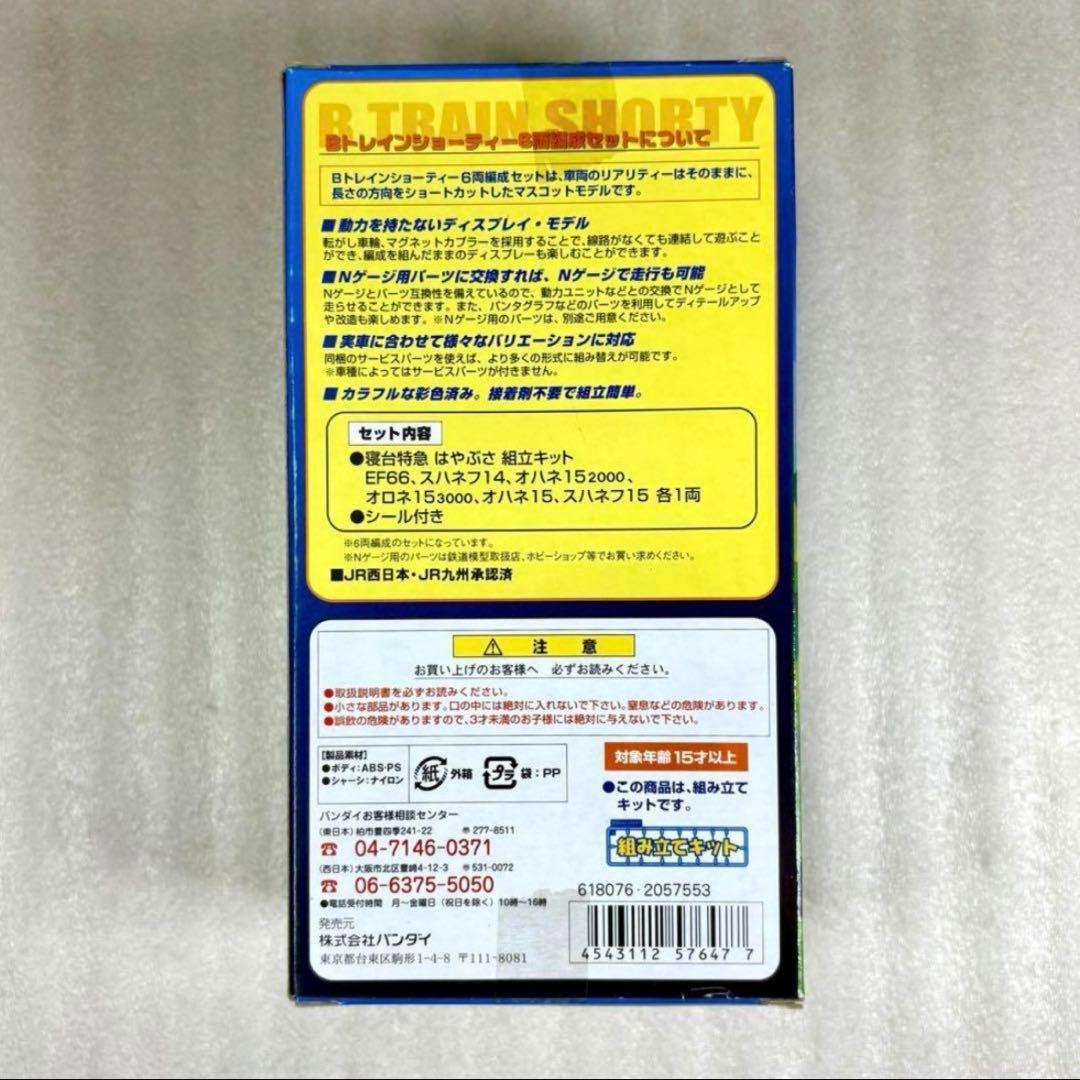 B TRAIN SHORTY
Bトレインショーティー6両編成セットについて
Bトレインショーティー6両編成セットは、車両のリアリティーはそのままに、
長さの方向をショートカットしたマスコットモデルです。
■動力を持たないディスプレイ・モデル
転がし車輪、マグネットカプラーを採用することで、線路がなくても連結して遊ぶこと
ができ、編成を組んだままのディスプレーも楽しむことができます。
■Nゲージ用パーツに交換すれば、Nゲージで走行も可能
Nゲージとパーツ互換性を備えているので、動力ユニットなどとの交換でNゲージとして
走らせることができます。また、パンタグラフなどのパーツを利用してディテールアップ
や改造も楽しめます。※Nゲージ用のパーツは、別途ご用意ください。
■実車に合わせて様々なバリエーションに対応
同梱のサービスパーツを使えば、より多くの形式に組み替えが可能です。
※車種によってはサービスパーツが付きません。
■カラフルな彩色済み。接着剤不要で組立簡単。
セット内容
●寝台特急 はやぶさ 組立キット
EF66、スハネフ14、オハネ152000、
オロネ153000、オハネ15、スハネフ15 各1両
●シール付き
※6両編成のセットになっています。
※Nゲージ用のパーツは鉄道模型取扱店、ホビーショップ等でお買い求めください。
■JR西日本・JR九州承認済
⚠ 注意
お買い上げのお客様へ 必ずお読みください。
●取扱説明書を必ずお読みください。
●小さな部品があります。口の中には絶対に入れないで下さい。窒息などの危険があります。
●誤飲の危険がありますので、3才未満のお子様には絶対に与えないで下さい。
【製品素材】
●ボディ:ABS・PS
●シャーシ:ナイロン
紙 外箱 プラ 袋:PP
対象年齢15才以上
●この商品は、組み立て
キットです。
組み立てキット
バンダイお客様相談センター
(東日本) 柏市豊四季241-22 〠277-8511
☎ 04-7146-0371
(西日本) 大阪市北区豊崎4-12-3 〠531-0072
☎ 06-6375-5050
●電話受付時間 月〜金曜日(祝日を除く)10時〜16時
発売元
株式会社バンダイ
東京都台東区駒形1-4-8 〒111-8081
618076-2057553
4543112 57647 7